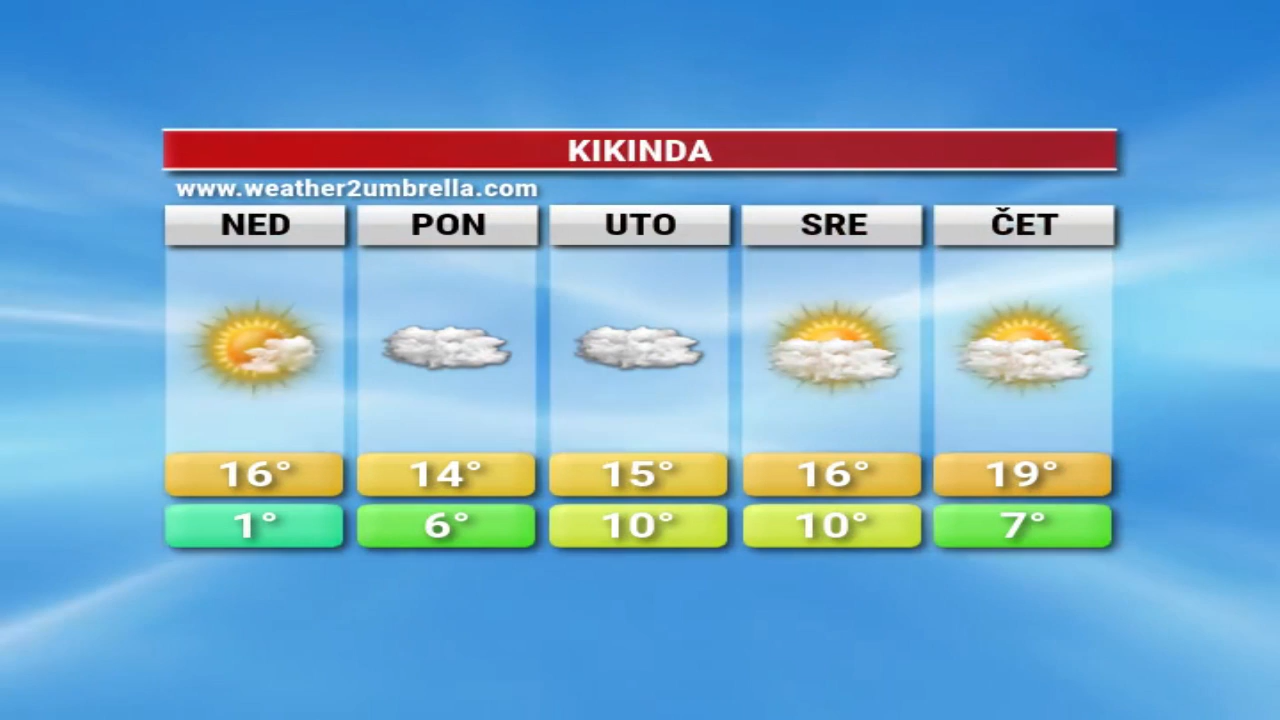 KIKINDA
www.weather2umbrella.com
NED PON UTO SRE ČET
16° 14° 15° 16° 19°
1° 6° 10° 10° 7°